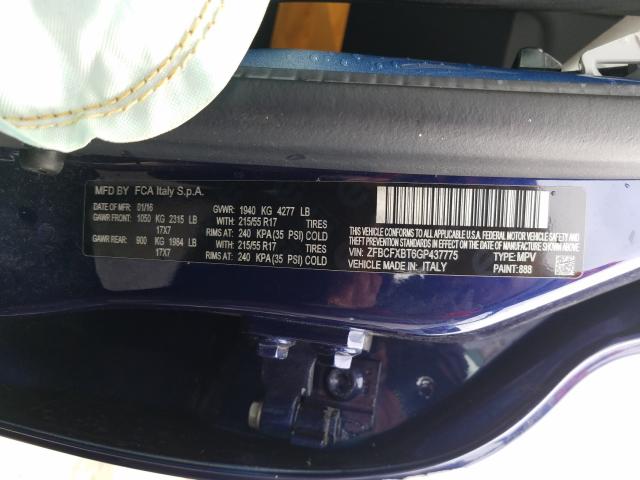 MFD BY FCA Italy S.p.A.
DATE OF MFR: 01/16 GVWR: 1940 KG 4277 LB
GAWR FRONT: 1050 KG 2315 LB WITH: 215/55 R17 TIRES
17X7 RIMS AT: 240 KPA (35 PSI) COLD
GAWR REAR: 900 KG 1984 LB WITH: 215/55 R17 TIRES
17X7 RIMS AT: 240 KPA (35 PSI) COLD
THIS VEHICLE CONFORMS TO ALL APPLICABLE U.S.A. FEDERAL MOTOR VEHICLE
SAFETY, BUMPER, AND THEFT PREVENTION STANDARDS IN
EFFECT ON THE DATE OF MANUFACTURE SHOWN ABOVE.
VIN: ZFBCFXBT6GP437775 TYPE: MPV
VEHICLE MADE IN: ITALY PAINT: 888